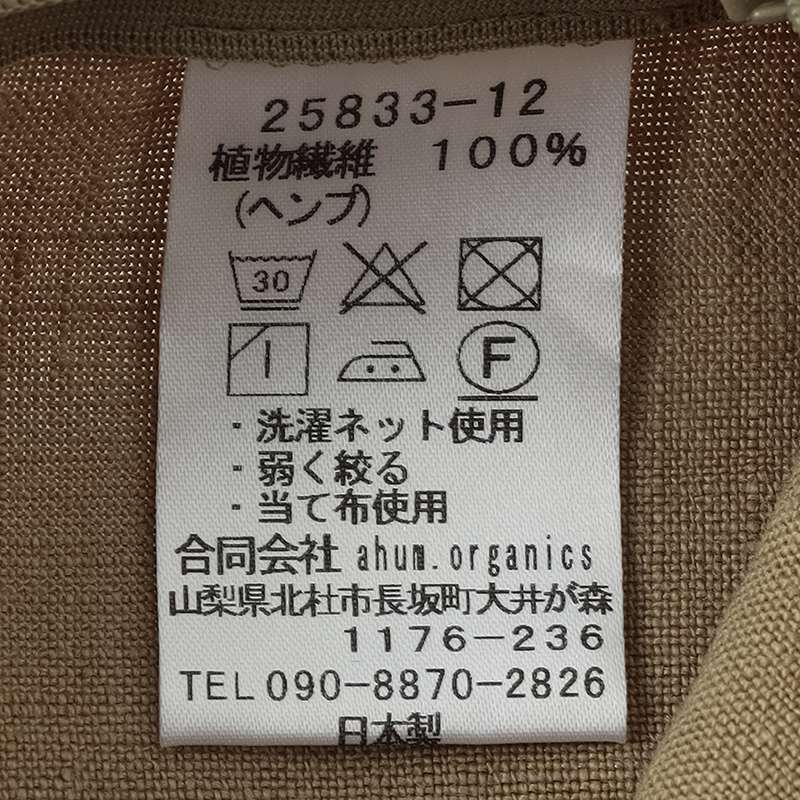 25833-12
植物繊維 100%
(ヘンプ)
30
F
・洗濯ネット使用
・弱く絞る
・当て布使用
合同会社 ahum.organics
山梨県北杜市長坂町大井が森
1176-236
TEL090-8870-2826
日本製